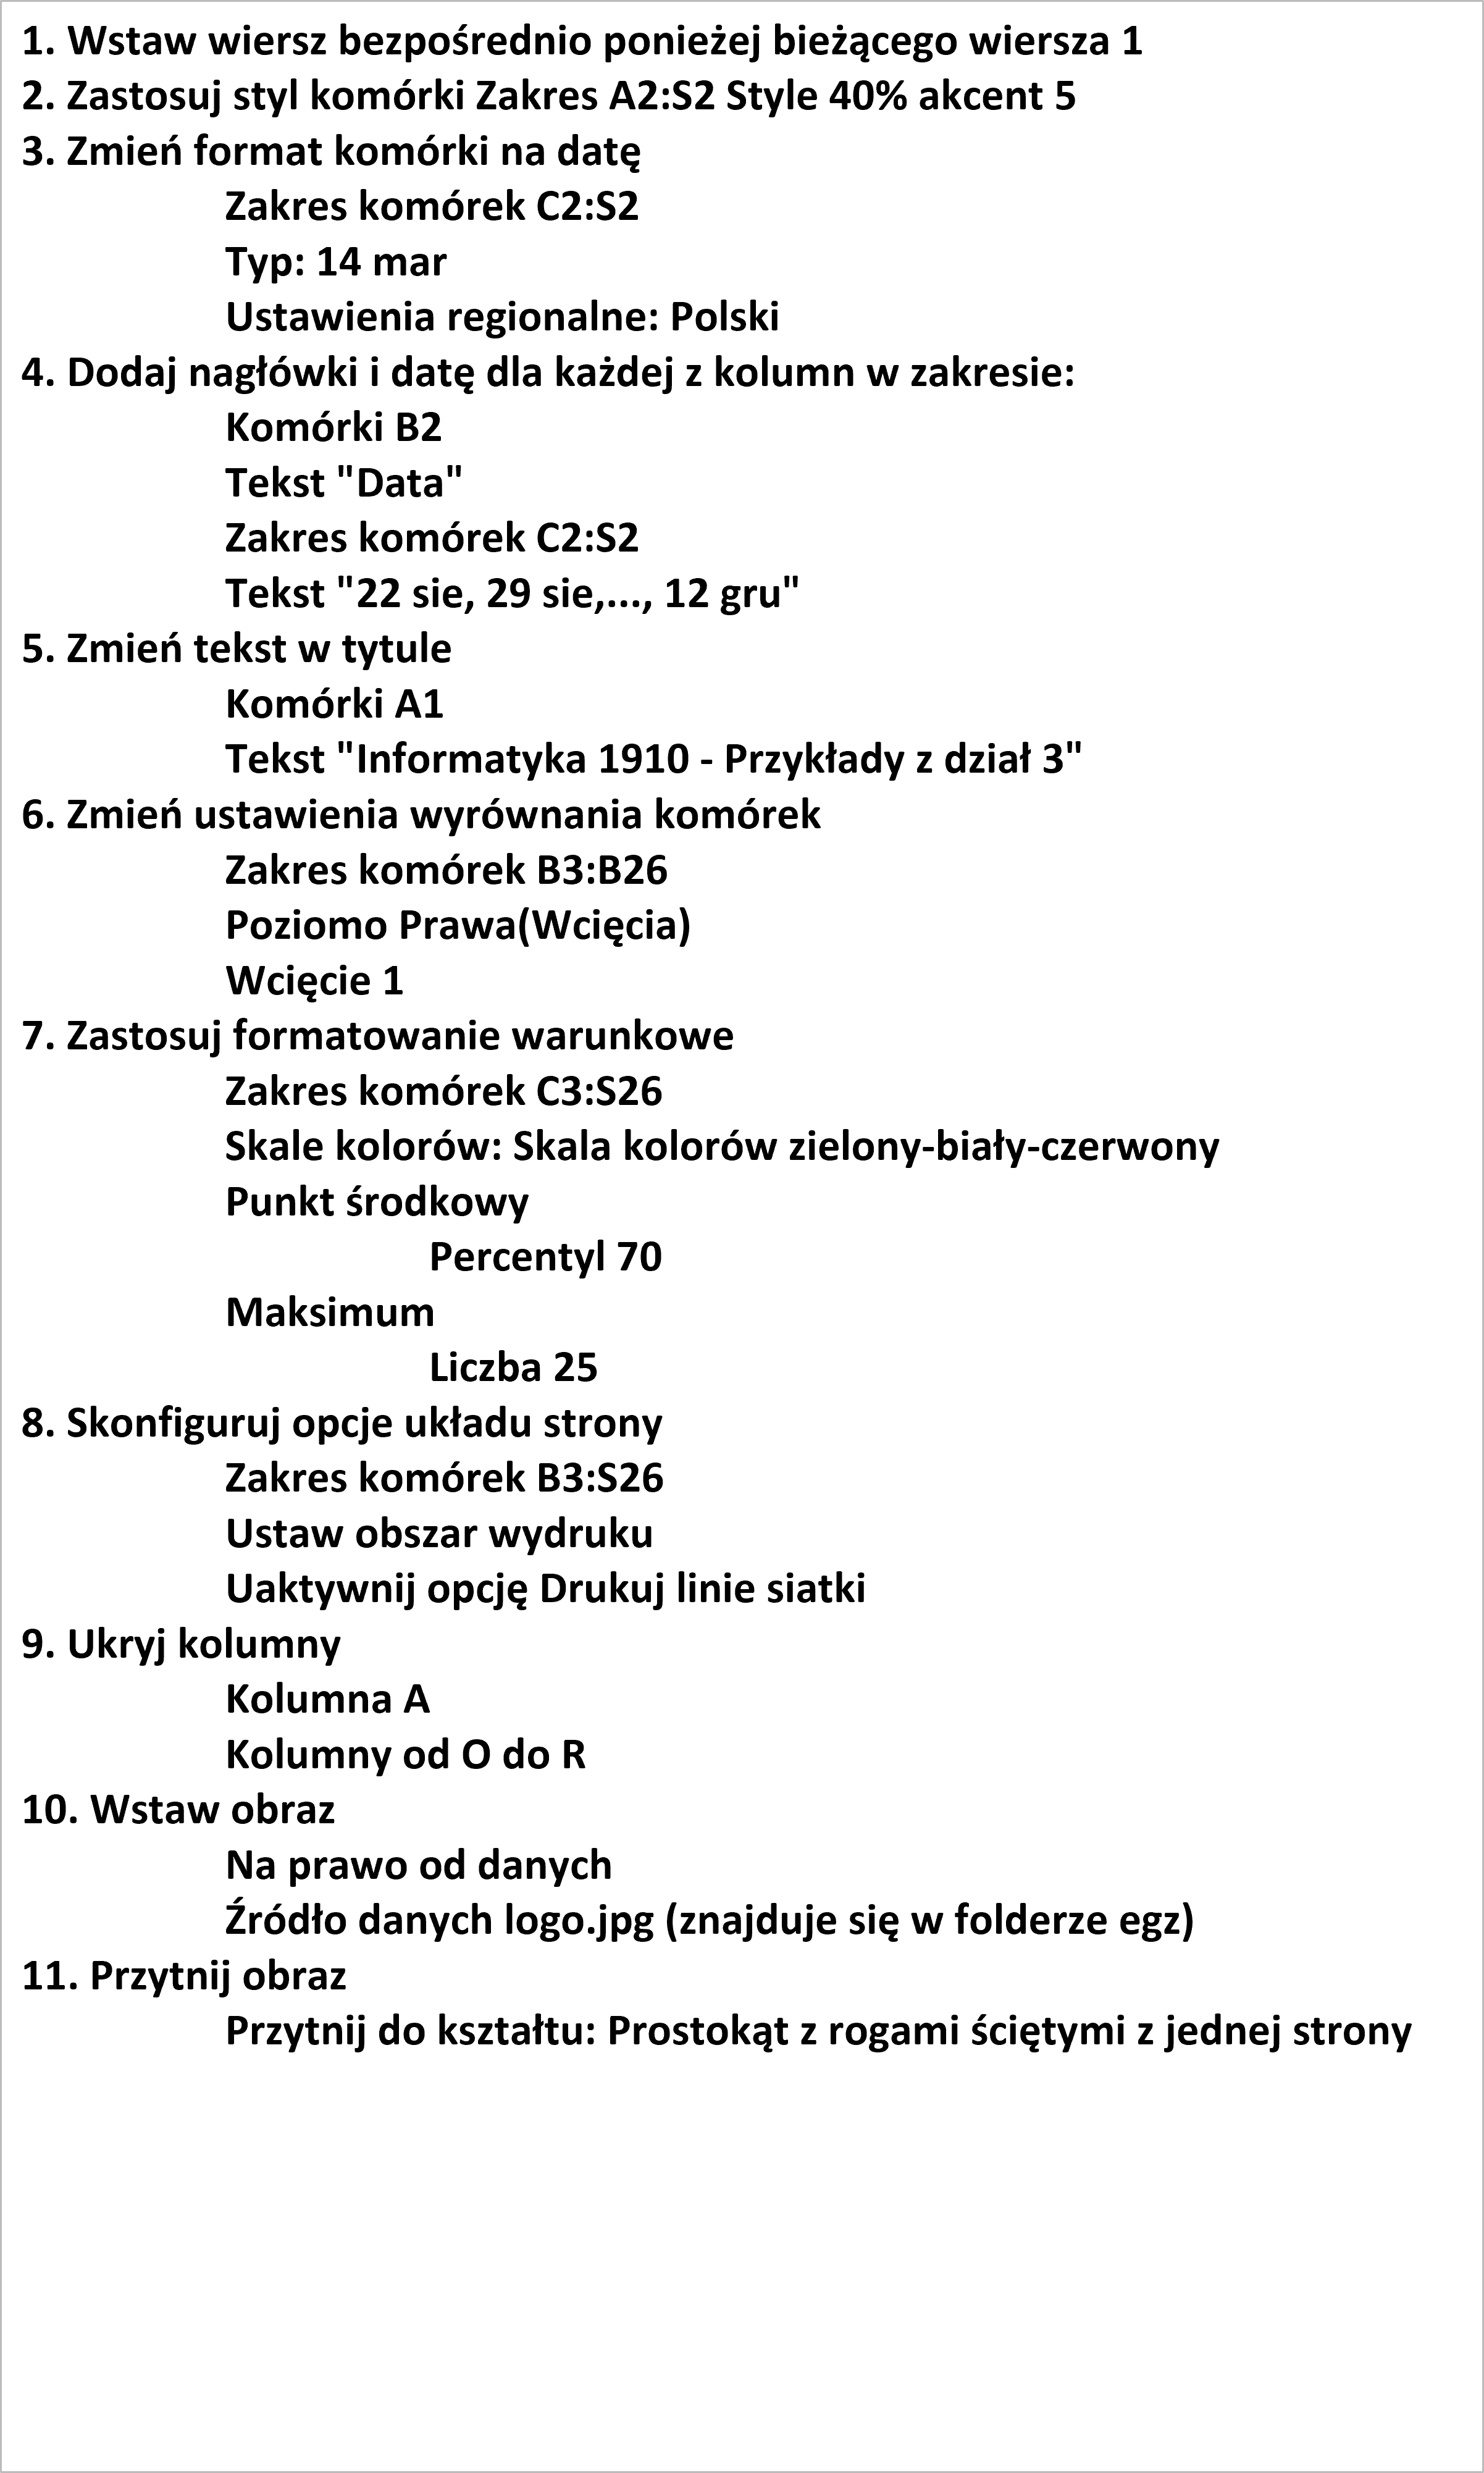 1. Wstaw wiersz bezpośrednio ponieżej bieżącego wiersza 1
2. Zastosuj styl komórki Zakres A2:S2 Style 40% akcent 5
3. Zmień format komórki na datę
Zakres komórek C2:S2
Typ: 14 mar
Ustawienia regionalne: Polski
4. Dodaj nagłówki i datę dla każdej z kolumn w zakresie:
Komórki B2
Tekst "Data"
Zakres komórek C2:S2
Tekst "22 sie, 29 sie,..., 12 gru"
5. Zmień tekst w tytule
Komórki A1
Tekst "Informatyka 1910 - Przykłady z dział 3"
6. Zmień ustawienia wyrównania komórek
Zakres komórek B3:B26
Poziomo Prawa(Wcięcia)
Wcięcie 1
7. Zastosuj formatowanie warunkowe
Zakres komórek C3:S26
Skale kolorów: Skala kolorów zielony-biały-czerwony
Punkt środkowy
Percentyl 70
Maksimum
Liczba 25
8. Skonfiguruj opcje układu strony
Zakres komórek B3:S26
Ustaw obszar wydruku
Uaktywnij opcję Drukuj linie siatki
9. Ukryj kolumny
Kolumna A
Kolumny od O do R
10. Wstaw obraz
Na prawo od danych
Źródło danych logo.jpg (znajduje się w folderze egz)
11. Przytnij obraz
Przytnij do kształtu: Prostokąt z rogami ściętymi z jednej strony